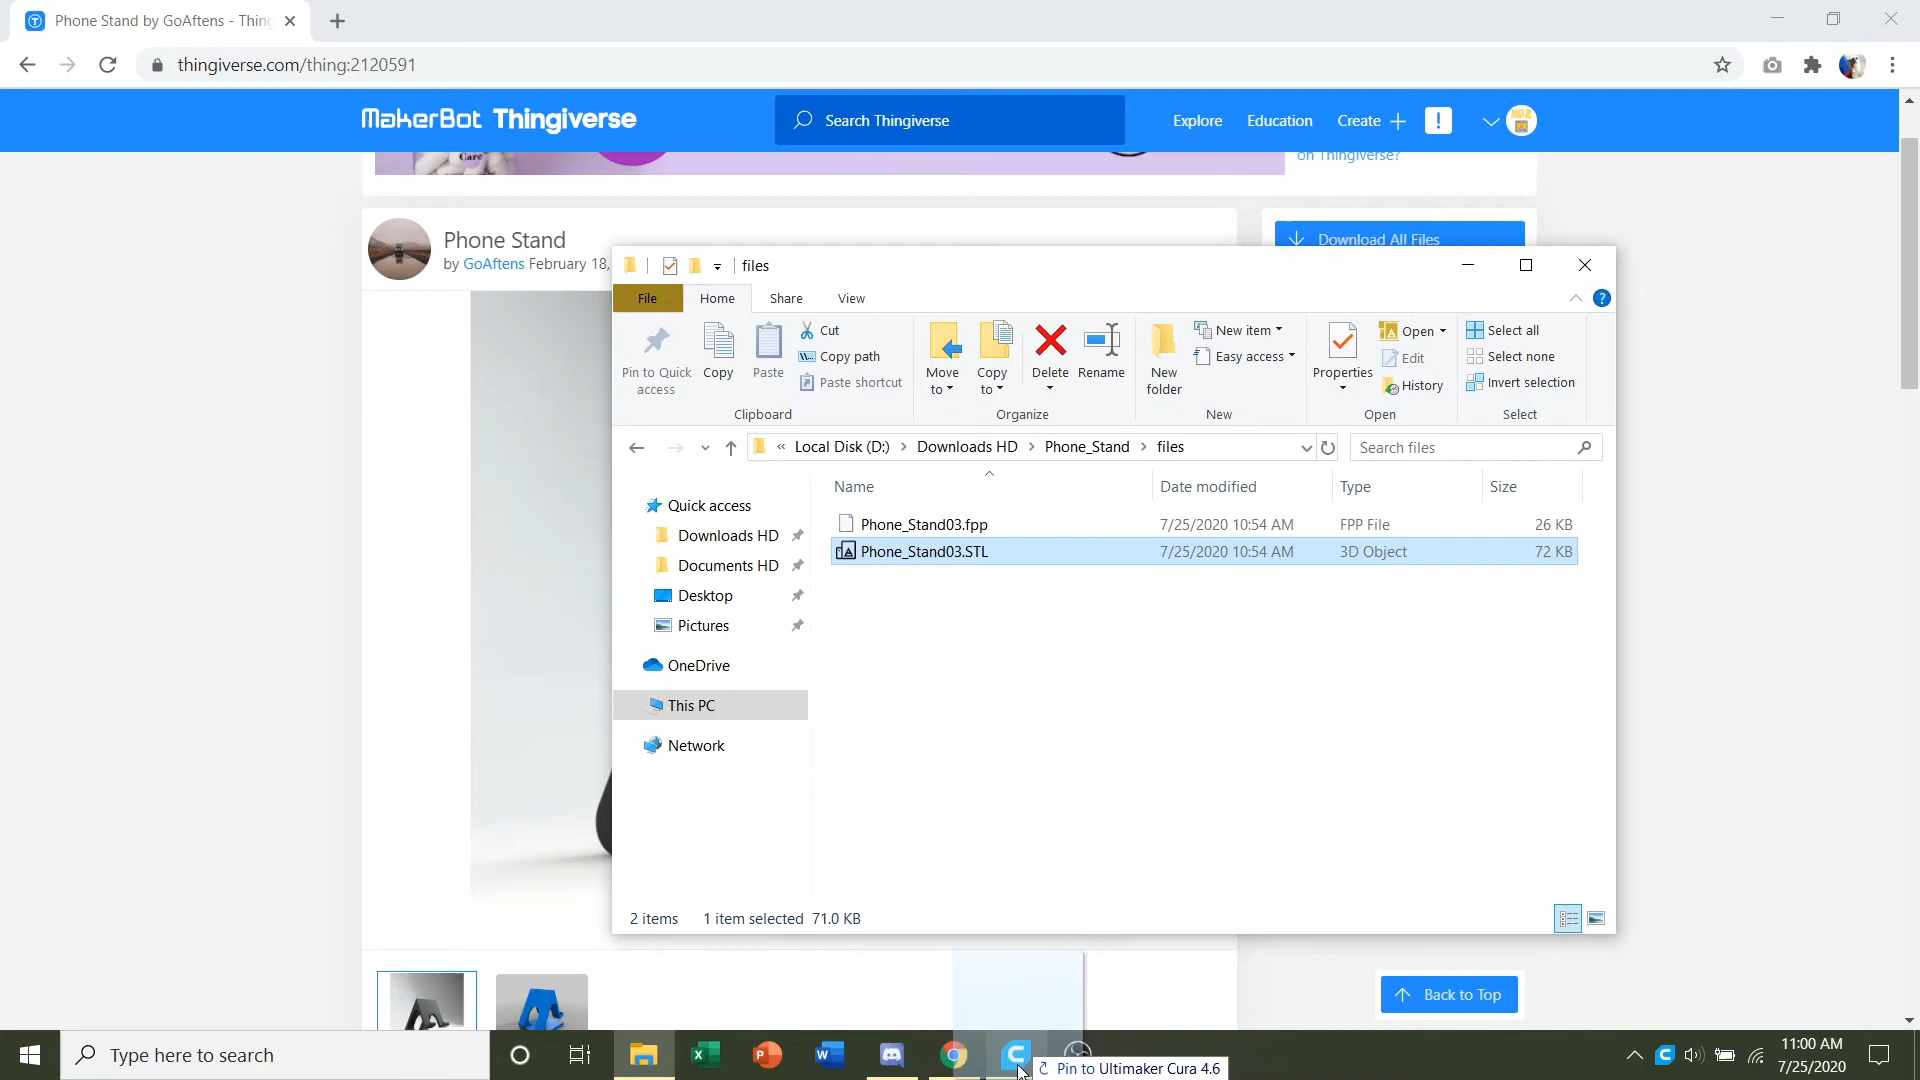 Phone Stand by GoAftens - Thing
thingiverse.com/thing:2120591
MakerBot Thingiverse
Search Thingiverse
Explore
Education
Create
Care
on Thingiverse?
Phone Stand
by GoAftens February 18,
Download All Files
files
File
Home
Share
View
Pin to Quick access
Copy
Paste
Cut
Copy path
Paste shortcut
Clipboard
Move to
Copy to
Delete
Rename
Organize
New folder
New item
Easy access
New
Properties
Open
Edit
History
Open
Select all
Select none
Invert selection
Select
« Local Disk (D:) > Downloads HD > Phone_Stand > files
Search files
Name
Date modified
Type
Size
Quick access
Downloads HD
Documents HD
Desktop
Pictures
OneDrive
This PC
Network
Phone_Stand03.fpp 7/25/2020 10:54 AM FPP File 26 KB
Phone_Stand03.STL 7/25/2020 10:54 AM 3D Object 72 KB
2 items 1 item selected 71.0 KB
Back to Top
Type here to search
Pin to Ultimaker Cura 4.6
11:00 AM
7/25/2020